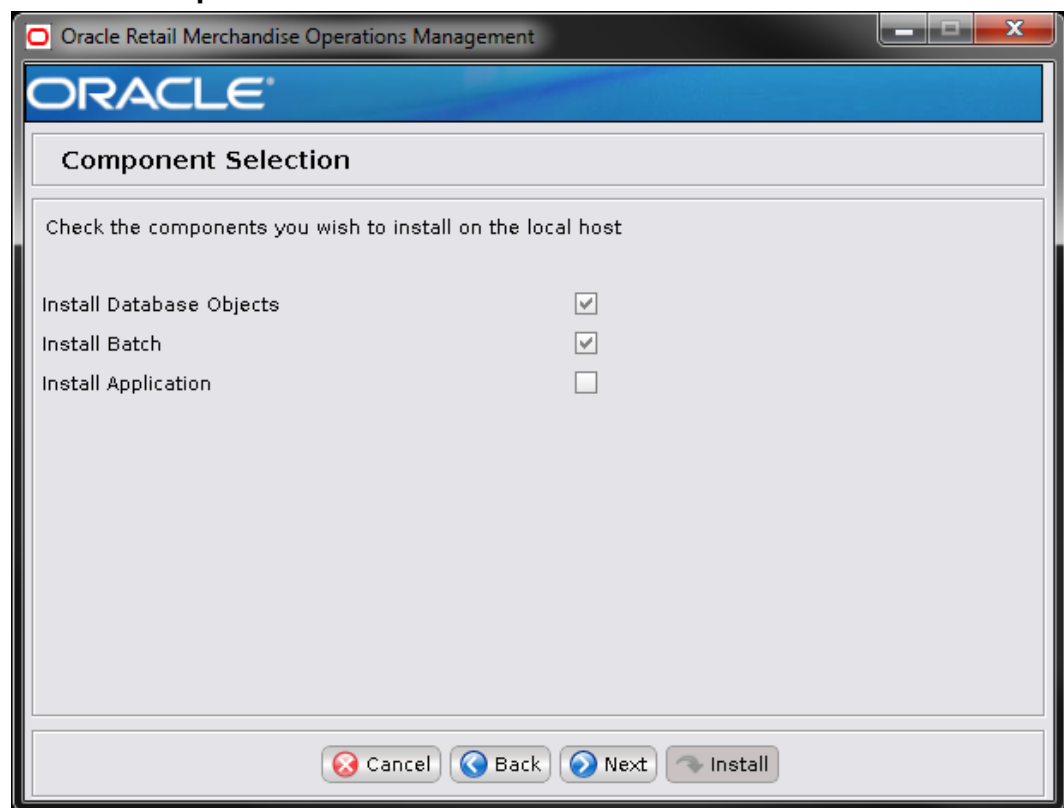 Oracle Retail Merchandise Operations Management
ORACLE
Component Selection
Check the components you wish to install on the local host
Install Database Objects
Install Batch
Install Application
Cancel Back Next Install